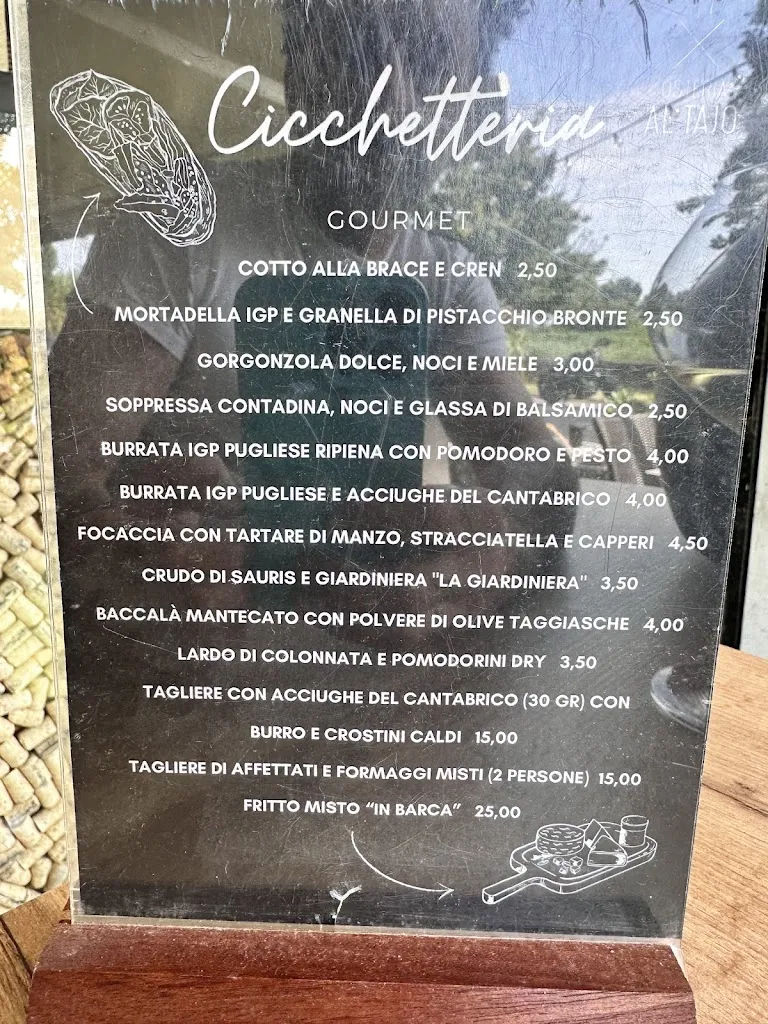 OSTERIA
AL TAJO
Cicchetteria
GOURMET
COTTO ALLA BRACE E CREN 2,50
MORTADELLA IGP E GRANELLA DI PISTACCHIO BRONTE 2,50
GORGONZOLA DOLCE, NOCI E MIELE 3,00
SOPPRESSA CONTADINA, NOCI E GLASSA DI BALSAMICO 2,50
BURRATA IGP PUGLIESE RIPIENA CON POMODORO E PESTO 4,00
BURRATA IGP PUGLIESE E ACCIUGHE DEL CANTABRICO 4,00
FOCACCIA CON TARTARE DI MANZO, STRACCIATELLA E CAPPERI 4,50
CRUDO DI SAURIS E GIARDINIERA "LA GIARDINIERA" 3,50
BACCALÀ MANTECATO CON POLVERE DI OLIVE TAGGIASCHE 4,00
LARDO DI COLONNATA E POMODORINI DRY 3,50
TAGLIERE CON ACCIUGHE DEL CANTABRICO (30 GR) CON
BURRO E CROSTINI CALDI 15,00
TAGLIERE DI AFFETTATI E FORMAGGI MISTI (2 PERSONE) 15,00
FRITTO MISTO “IN BARCA” 25,00